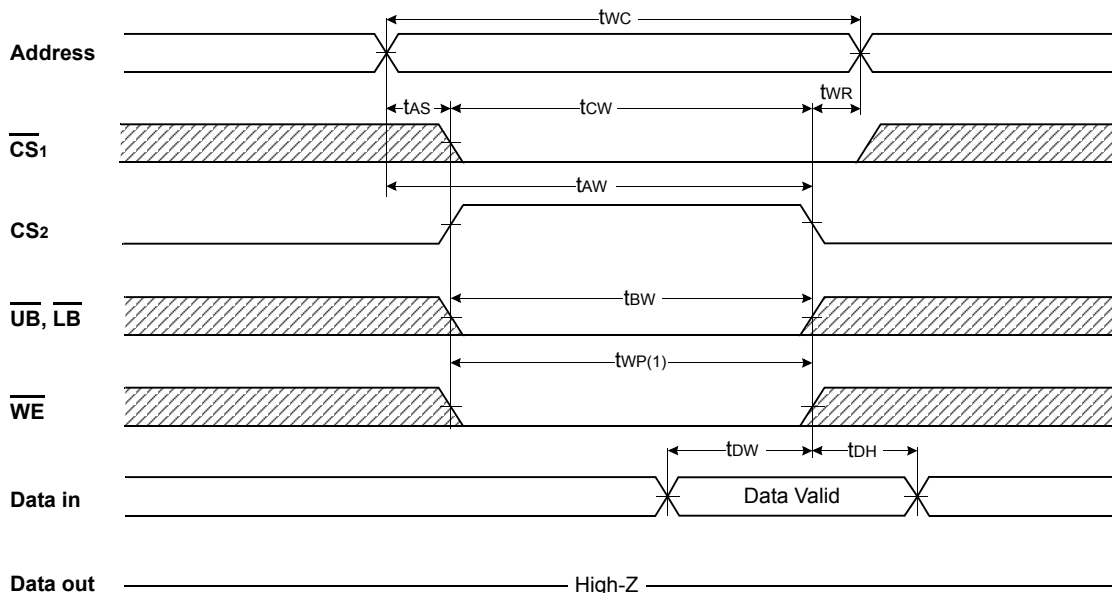 tWC
Address
tAS
tCW
tWR
CS1
tAW
CS2
tBW
UB, LB
tWP(1)
WE
tDW
tDH
Data in
Data Valid
Data out
High-Z